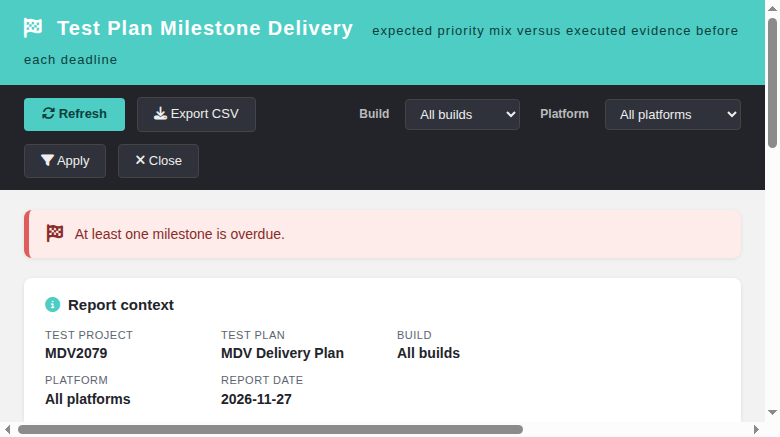 Test Plan Milestone Delivery expected priority mix versus executed evidence before
each deadline
Refresh Export CSV Build All builds Platform All platforms
Apply Close
At least one milestone is overdue.
Report context
TEST PROJECT TEST PLAN BUILD
MDV2079 MDV Delivery Plan All builds
PLATFORM REPORT DATE
All platforms 2026-11-27